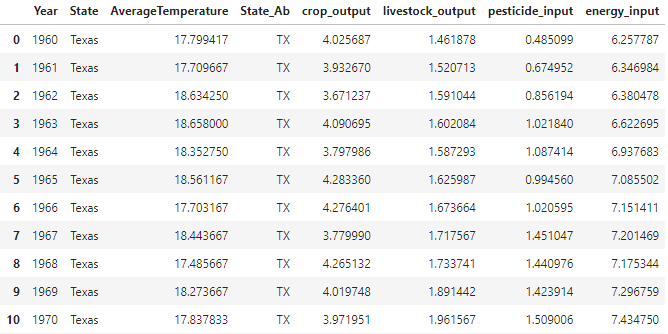 Year State AverageTemperature State_Ab crop_output livestock_output pesticide_input energy_input
0 1960 Texas 17.799417 TX 4.025687 1.461878 0.485099 6.257787
1 1961 Texas 17.709667 TX 3.932670 1.520713 0.674952 6.346984
2 1962 Texas 18.634250 TX 3.671237 1.591044 0.856194 6.380478
3 1963 Texas 18.658000 TX 4.090695 1.602084 1.021840 6.622695
4 1964 Texas 18.352750 TX 3.797986 1.587293 1.087414 6.937683
5 1965 Texas 18.561167 TX 4.283360 1.625987 0.994560 7.085502
6 1966 Texas 17.703167 TX 4.276401 1.673664 1.020595 7.151411
7 1967 Texas 18.443667 TX 3.779990 1.717567 1.451047 7.201469
8 1968 Texas 17.485667 TX 4.265132 1.733741 1.440976 7.175344
9 1969 Texas 18.273667 TX 4.019748 1.891442 1.423914 7.296759
10 1970 Texas 17.837833 TX 3.971951 1.961567 1.509006 7.434750